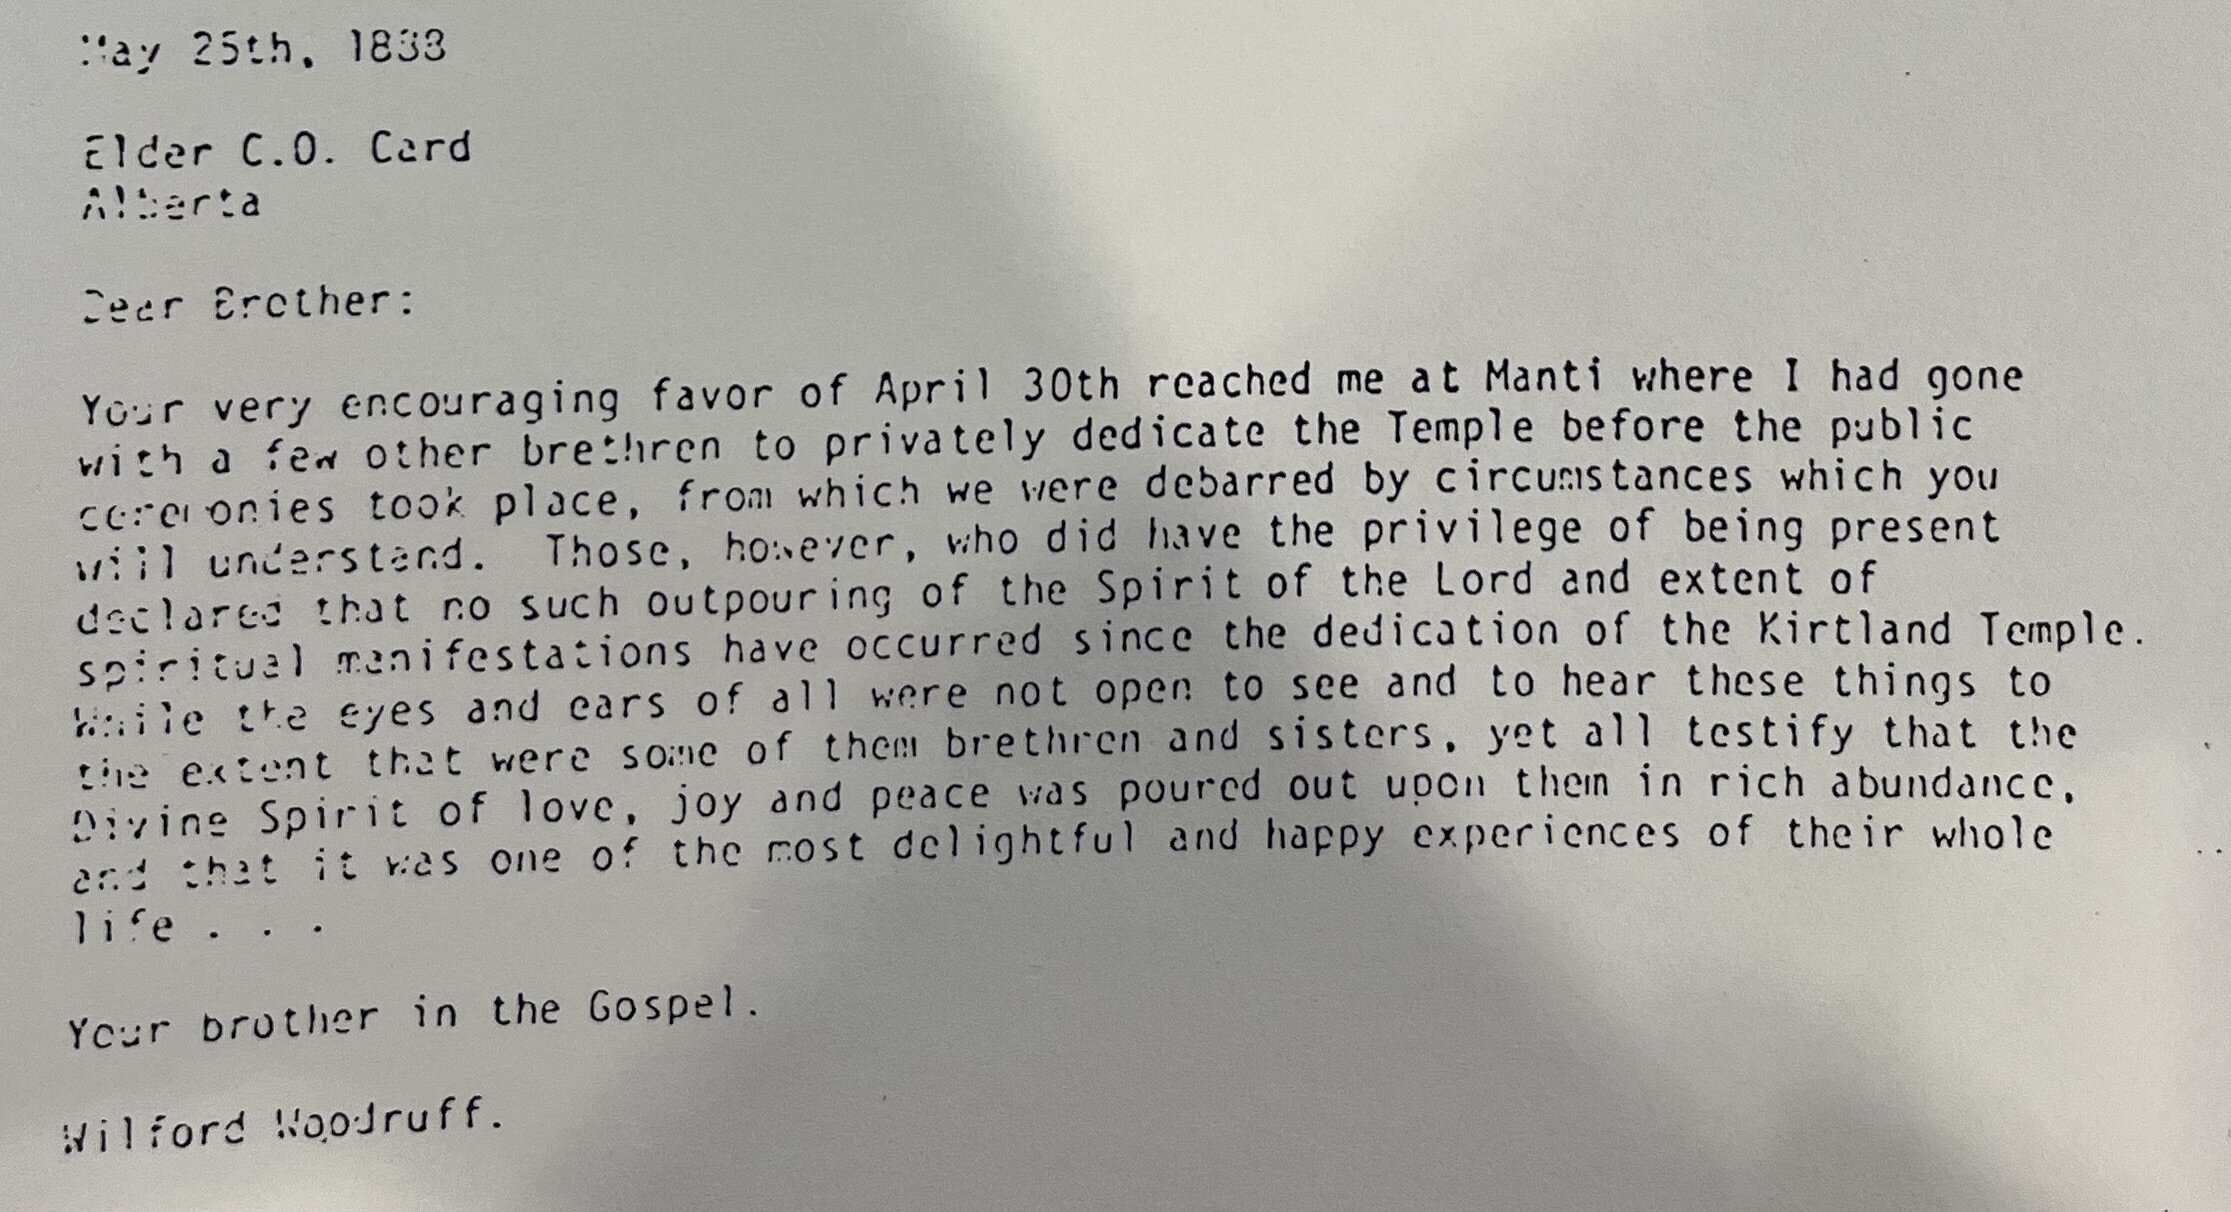 May 25th, 1888
Elder C.O. Card
Alberta
Dear Brother:
Your very encouraging favor of April 30th reached me at Manti where I had gone
with a few other brethren to privately dedicate the Temple before the public
ceremonies took place, from which we were debarred by circumstances which you
will understand. Those, however, who did have the privilege of being present
declared that no such outpouring of the Spirit of the Lord and extent of
spiritual manifestations have occurred since the dedication of the Kirtland Temple.
While the eyes and ears of all were not open to see and to hear these things to
the extent that were some of them brethren and sisters, yet all testify that the
Divine Spirit of love, joy and peace was poured out upon them in rich abundance,
and that it was one of the most delightful and happy experiences of their whole
life . . .
Your brother in the Gospel.
Wilford Woodruff.